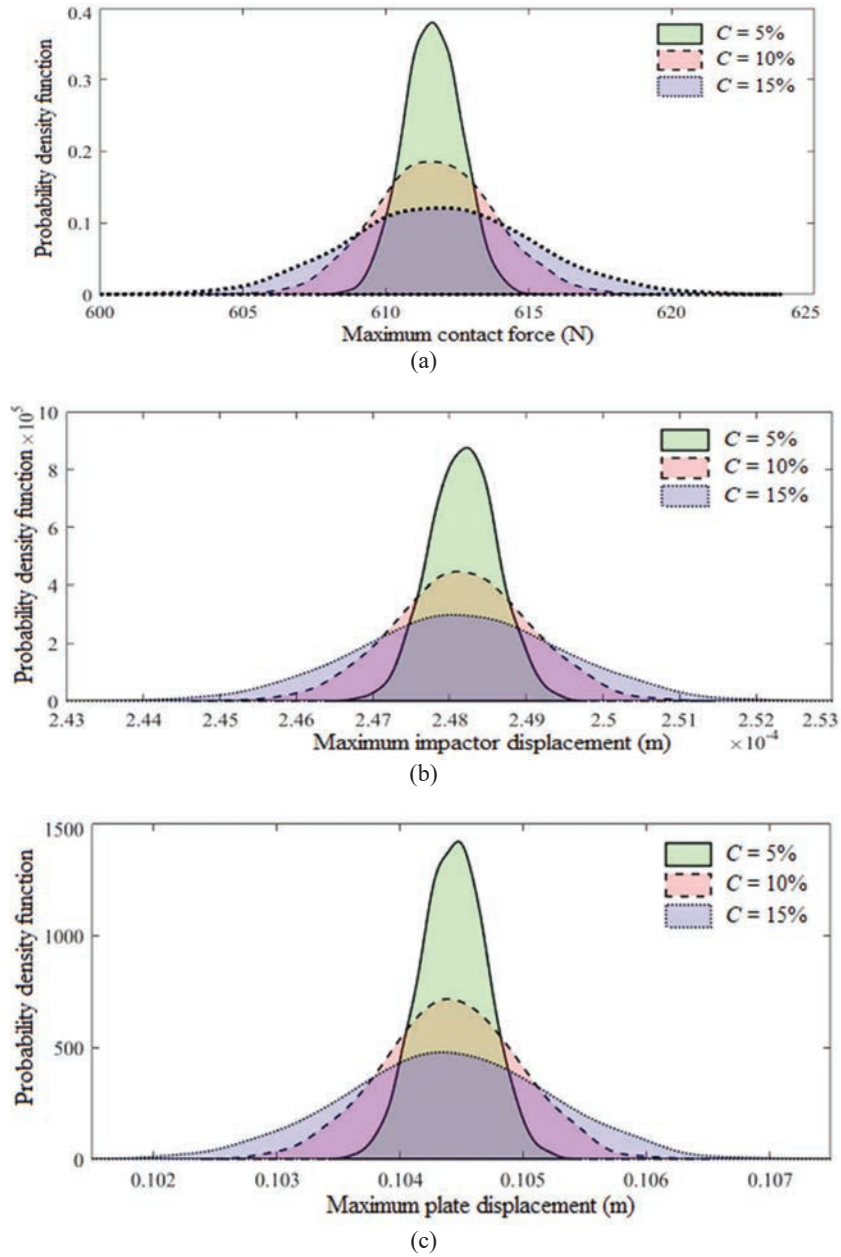 0.4
0.3
0.2
0.1
0
Probability density function
C = 5%
C = 10%
C = 15%
600 605 610 615 620 625
Maximum contact force (N)
(a)
10
8
6
4
2
0
Probability density function ×10⁵
C = 5%
C = 10%
C = 15%
2.43 2.44 2.45 2.46 2.47 2.48 2.49 2.5 2.51 2.52 2.53
Maximum impactor displacement (m) ×10⁻⁴
(b)
1500
1000
500
0
Probability density function
C = 5%
C = 10%
C = 15%
0.102 0.103 0.104 0.105 0.106 0.107
Maximum plate displacement (m)
(c)